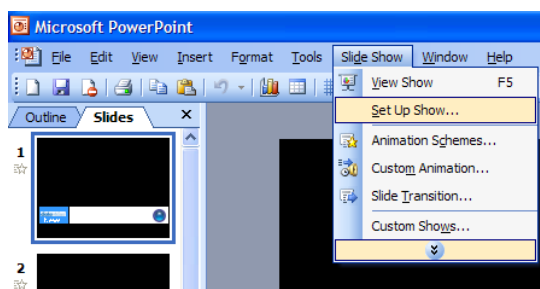 Microsoft PowerPoint
File Edit View Insert Format Tools Slide Show Window Help
View Show F5
Set Up Show...
Outline Slides ×
Animation Schemes...
1
Custom Animation...
Slide Transition...
Custom Shows...
2